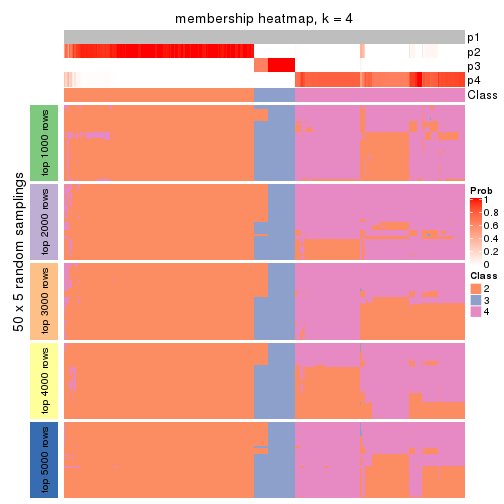 membership heatmap, k = 4
p1
p2
p3
p4
Class
50 x 5 random samplings
top 1000 rows
top 2000 rows
top 3000 rows
top 4000 rows
top 5000 rows
Prob
1
0.8
0.6
0.4
0.2
0
Class
2
3
4